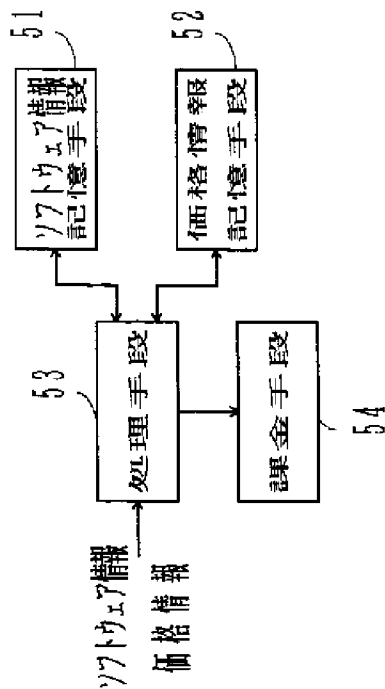 ソフトウェア情報
価格情報
53
処理手段
51
ソフトウェア情報
記憶手段
52
価格情報
記憶手段
54
課金手段